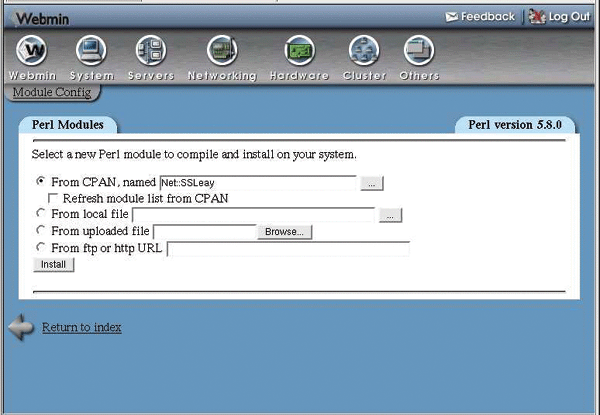 Webmin
Feedback
Log Out
Webmin System Servers Networking Hardware Cluster Others
Module Config
Perl Modules
Perl version 5.8.0
Select a new Perl module to compile and install on your system.
From CPAN, named Net::SSLeay ...
Refresh module list from CPAN
From local file ...
From uploaded file Browse...
From ftp or http URL
Install
Return to index